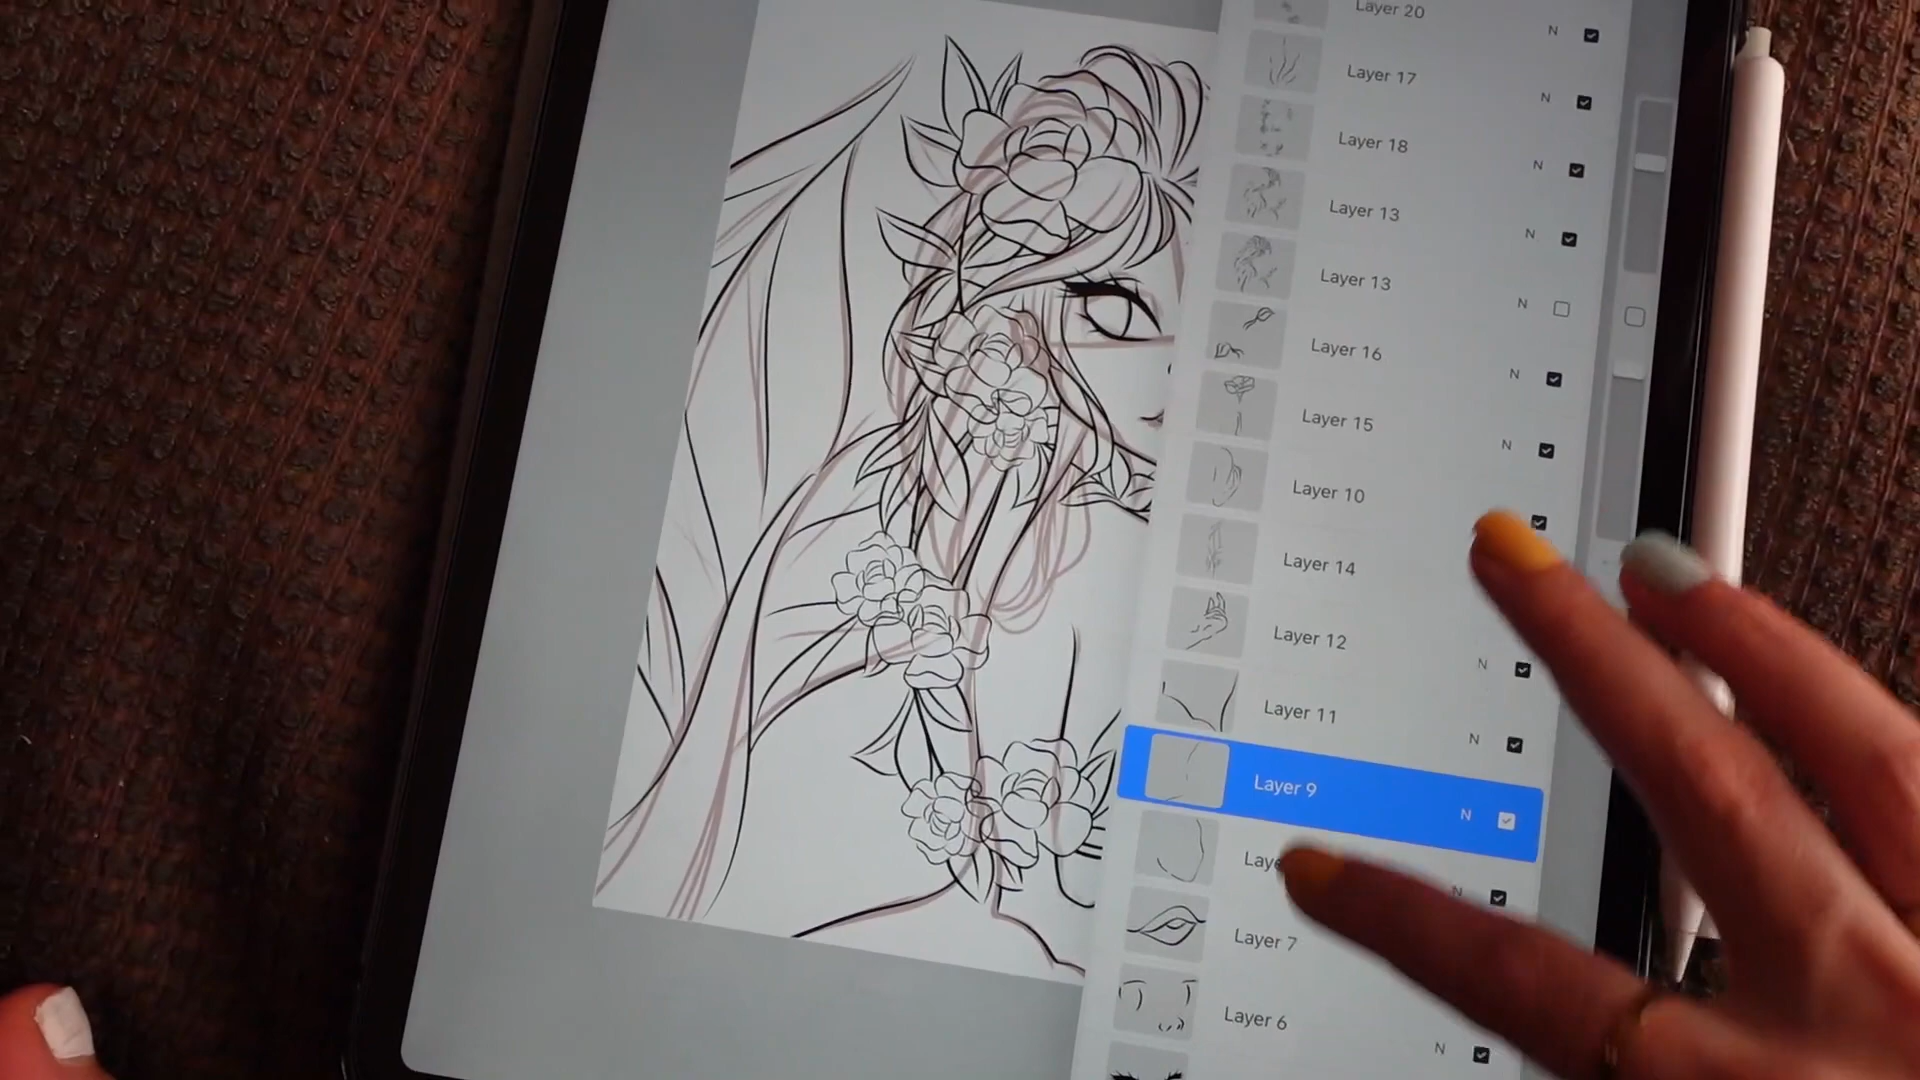 Layer 20
N
Layer 17
N
Layer 18
N
Layer 13
N
Layer 13
N
Layer 16
N
Layer 15
N
Layer 10
Layer 14
Layer 12
N
Layer 11
N
Layer 9
N
N
Layer 7
Layer 6
N